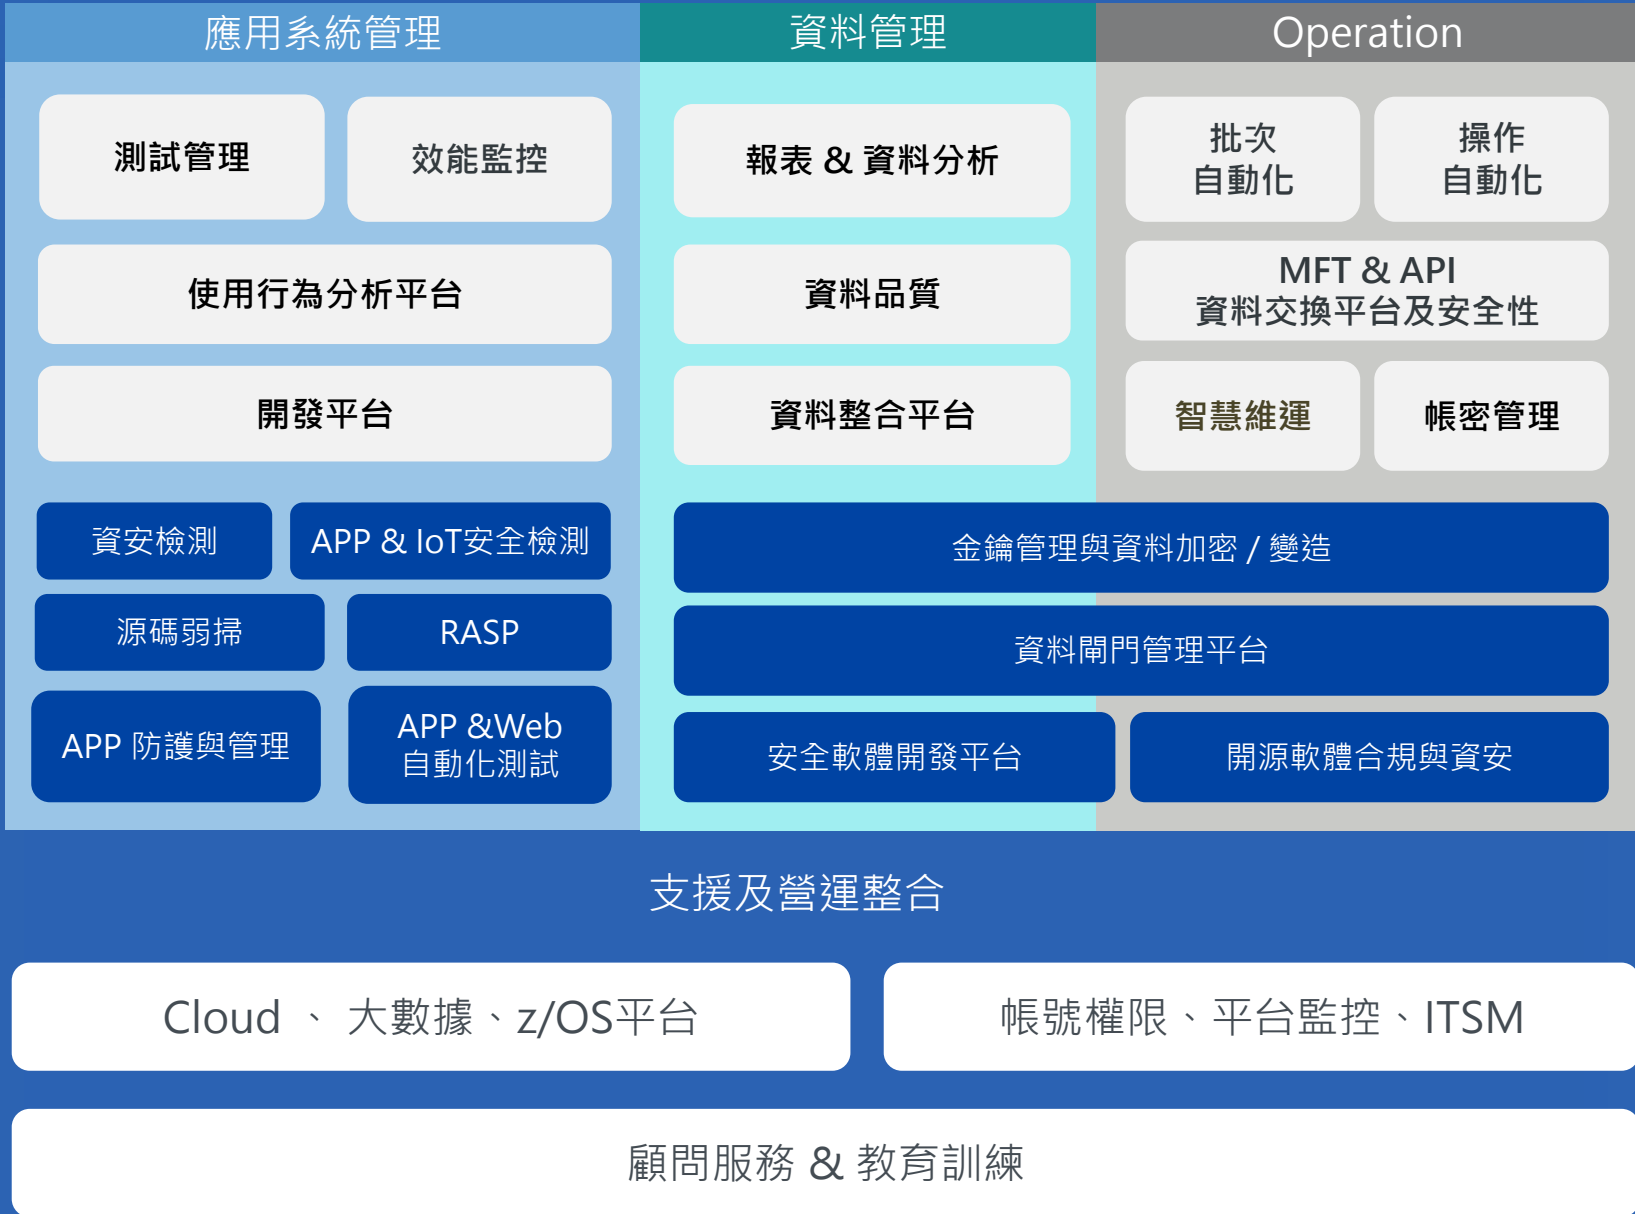 應用系統管理
資料管理
Operation
測試管理
效能監控
使用行為分析平台
開發平台
資安檢測
APP & IoT安全檢測
源碼弱掃
RASP
APP 防護與管理
APP &Web
自動化測試
報表 & 資料分析
資料品質
資料整合平台
批次
自動化
操作
自動化
MFT & API
資料交換平台及安全性
智慧維運
帳密管理
金鑰管理與資料加密 / 變造
資料閘門管理平台
安全軟體開發平台
開源軟體合規與資安
支援及營運整合
Cloud 、 大數據、z/OS平台
帳號權限、平台監控、ITSM
顧問服務 & 教育訓練